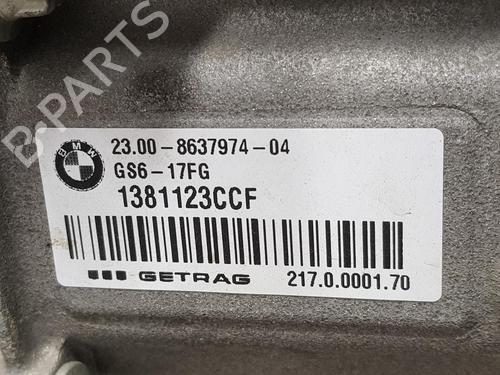 BMW
23.00-8637974-04
GS6-17FG
1381123CCF
GETRAG 217.0.0001.70
B-PARTS